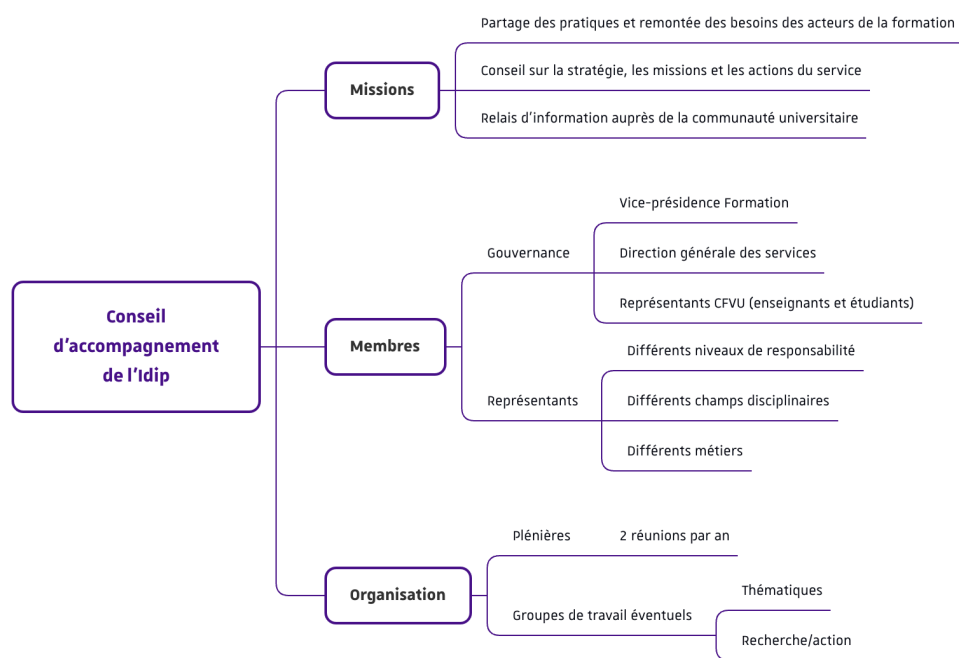 Conseil
d'accompagnement
de l'Idip
Missions
Partage des pratiques et remontée des besoins des acteurs de la formation
Conseil sur la stratégie, les missions et les actions du service
Relais d'information auprès de la communauté universitaire
Membres
Gouvernance
Vice-présidence Formation
Direction générale des services
Représentants CFVU (enseignants et étudiants)
Représentants
Différents niveaux de responsabilité
Différents champs disciplinaires
Différents métiers
Organisation
Plénières
2 réunions par an
Groupes de travail éventuels
Thématiques
Recherche/action